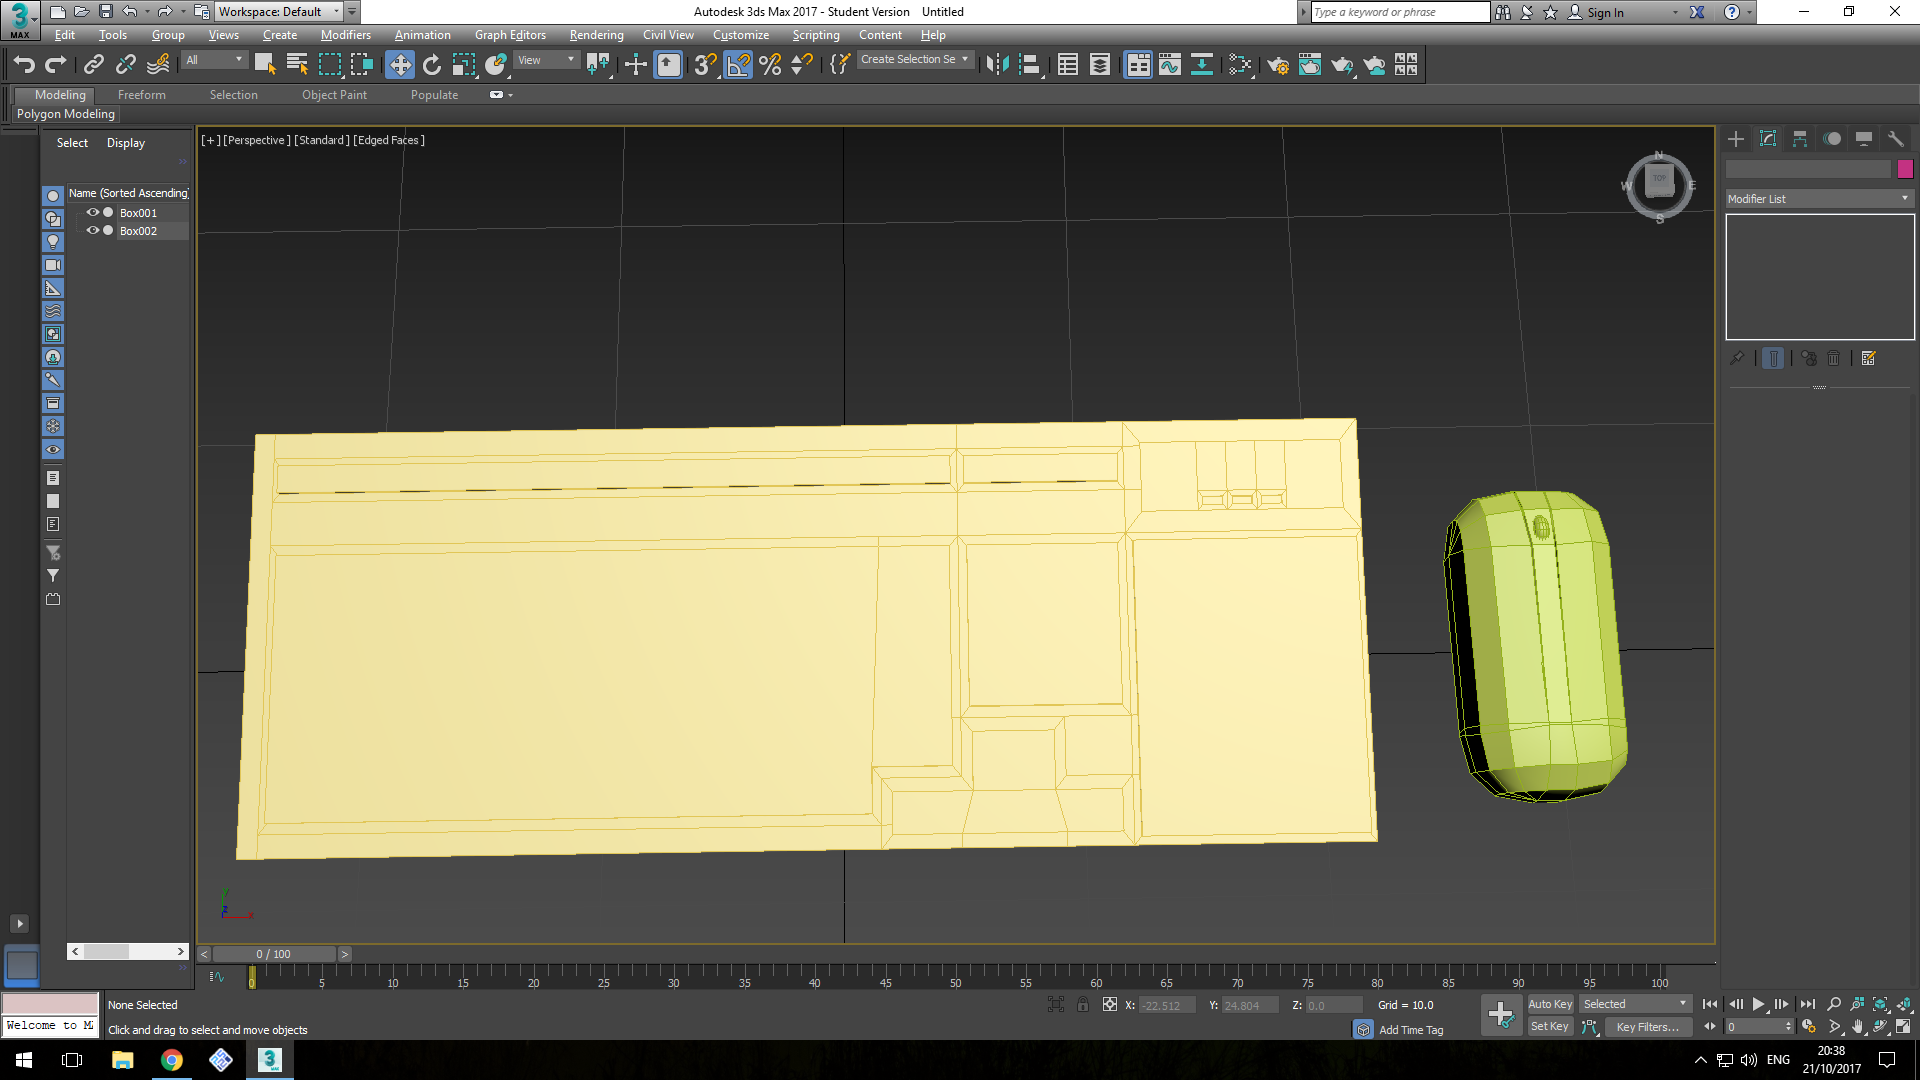 Workspace: Default
Autodesk 3ds Max 2017 - Student Version    Untitled
Type a keyword or phrase
Sign In
MAX
Edit Tools Group Views Create Modifiers Animation Graph Editors Rendering Civil View Customize Scripting Content Help
All
View
3
Create Selection Se
Modeling Freeform Selection Object Paint Populate
Polygon Modeling
Select Display
[+] [Perspective] [Standard] [Edged Faces]
Name (Sorted Ascending)
Box001
Box002
N
W TOP E
S
Modifier List
0 / 100
0 5 10 15 20 25 30 35 40 45 50 55 60 65 70 75 80 85 90 95 100
None Selected
X: -22.512 Y: 24.804 Z: 0.0 Grid = 10.0
Auto Key Selected
Welcome to M
Click and drag to select and move objects
Add Time Tag
Set Key Key Filters...
0
ENG
20:38
21/10/2017